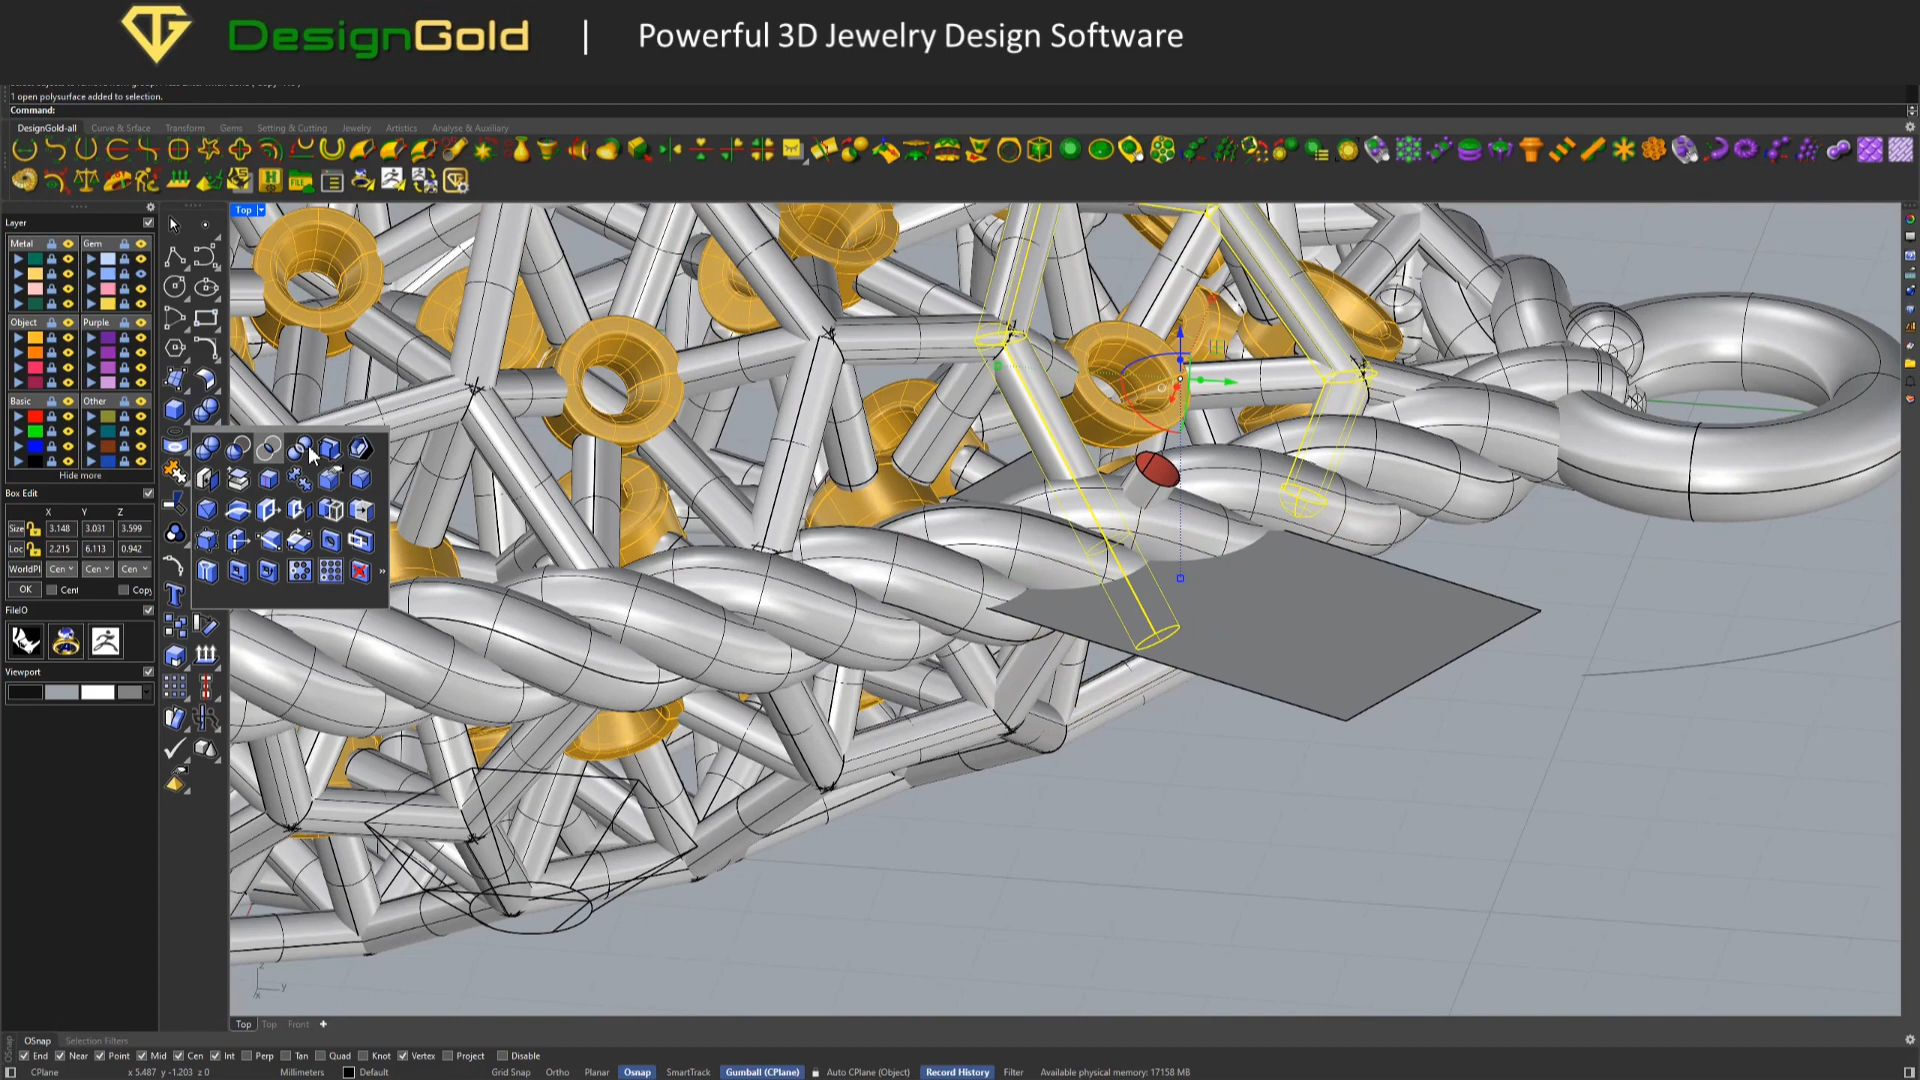 DesignGold | Powerful 3D Jewelry Design Software
1 open polysurface added to selection.
Command:
DesignGold-all Curve & Srface Transform Gems Setting & Cutting Jewelry Artistics Analyse & Auxiliary
Layer
Metal Gem
Object Purple
Basic Other
Hide more
Box Edit
X Y Z
Size 3.148 3.031 3.599
Loc 2.215 6.113 0.942
WorldPl Cen Cen Cen
OK Cent Copy
FileIO
Viewport
Top
FILE
z
y
x
Top Top Front
OSnap Selection Filters
OSnap
End Near Point Mid Cen Int Perp Tan Quad Knot Vertex Project Disable
CPlane x 5.487 y -1.203 z 0 Millimeters Default Grid Snap Ortho Planar Osnap SmartTrack Gumball (CPlane) Auto CPlane (Object) Record History Filter Available physical memory: 17158 MB